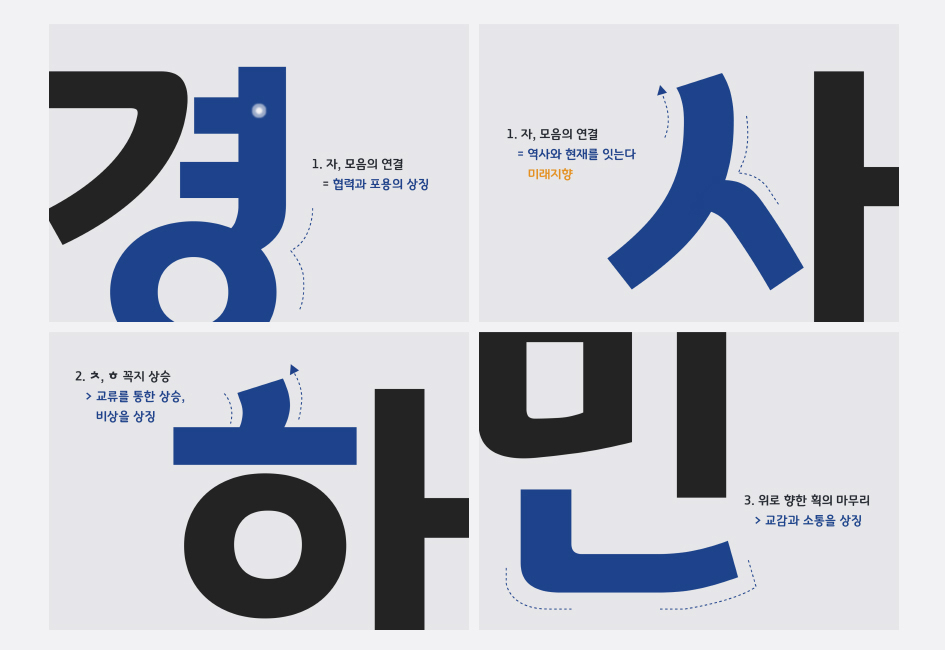 경
1. 자, 모음의 연결
= 협력과 포용의 상징
사
1. 자, 모음의 연결
= 역사와 현재를 잇는다
미래지향
하
2. ㅊ, ㅎ 꼭지 상승
> 교류를 통한 상승,
비상을 상징
민
3. 위로 향한 획의 마무리
> 교감과 소통을 상징